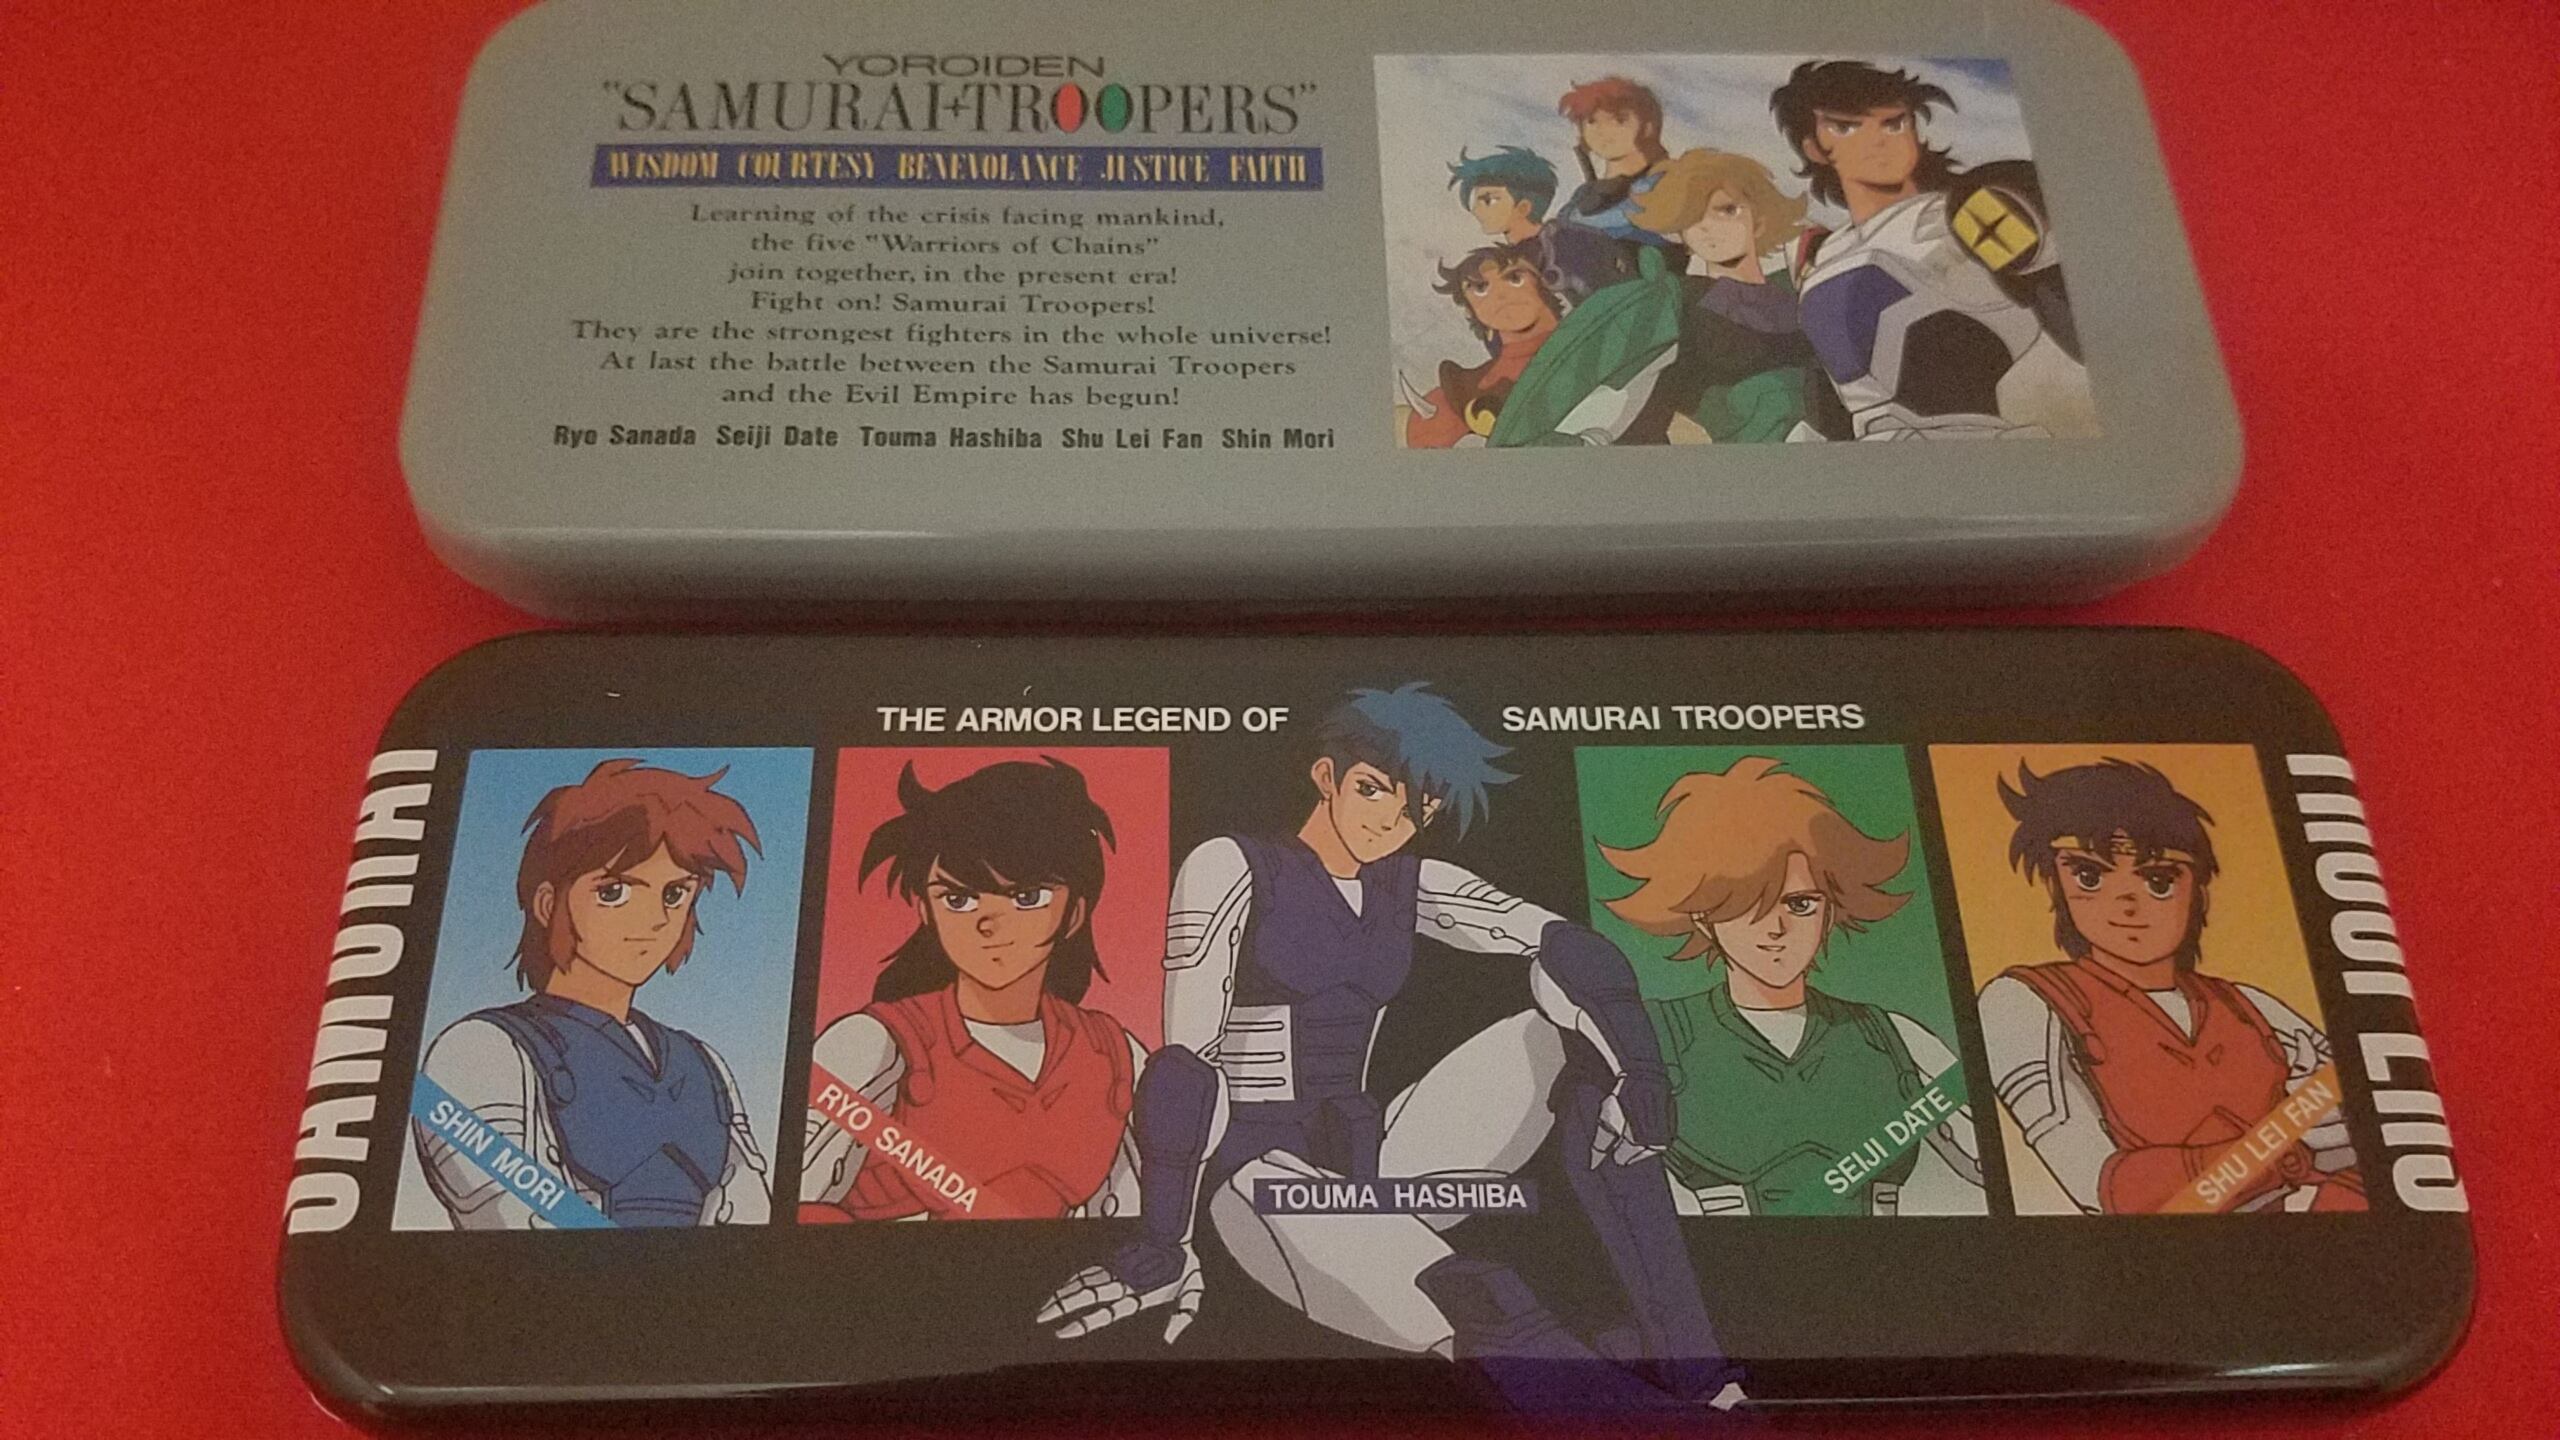 YOROIDEN
"SAMURAI+TROOPERS"
WISDOM COURTESY BENEVOLANCE JUSTICE FAITH
Learning of the crisis facing mankind,
the five "Warriors of Chains"
join together, in the present era!
Fight on! Samurai Troopers!
They are the strongest fighters in the whole universe!
At last the battle between the Samurai Troopers
and the Evil Empire has begun!
Ryo Sanada Seiji Date Touma Hashiba Shu Lei Fan Shin Mori
THE ARMOR LEGEND OF SAMURAI TROOPERS
SAMURAI
SHIN MORI
RYO SANADA
TOUMA HASHIBA
SEIJI DATE
SHU LEI FAN
TROOPERS